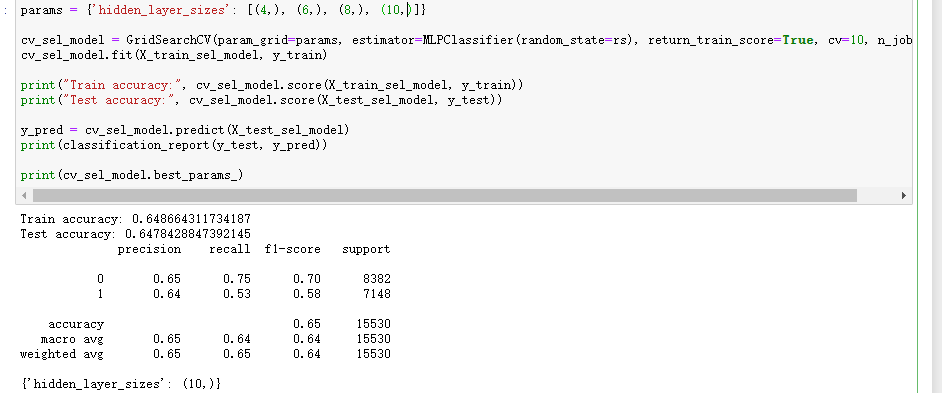 : params = {'hidden_layer_sizes': [(4,), (6,), (8,), (10,)]}
cv_sel_model = GridSearchCV(param_grid=params, estimator=MLPClassifier(random_state=rs), return_train_score=True, cv=10, n_job
cv_sel_model.fit(X_train_sel_model, y_train)
print("Train accuracy:", cv_sel_model.score(X_train_sel_model, y_train))
print("Test accuracy:", cv_sel_model.score(X_test_sel_model, y_test))
y_pred = cv_sel_model.predict(X_test_sel_model)
print(classification_report(y_test, y_pred))
print(cv_sel_model.best_params_)
Train accuracy: 0.648664311734187
Test accuracy: 0.6478428847392145
precision recall f1-score support
0 0.65 0.75 0.70 8382
1 0.64 0.53 0.58 7148
accuracy 0.65 15530
macro avg 0.65 0.64 0.64 15530
weighted avg 0.65 0.65 0.64 15530
{'hidden_layer_sizes': (10,)}